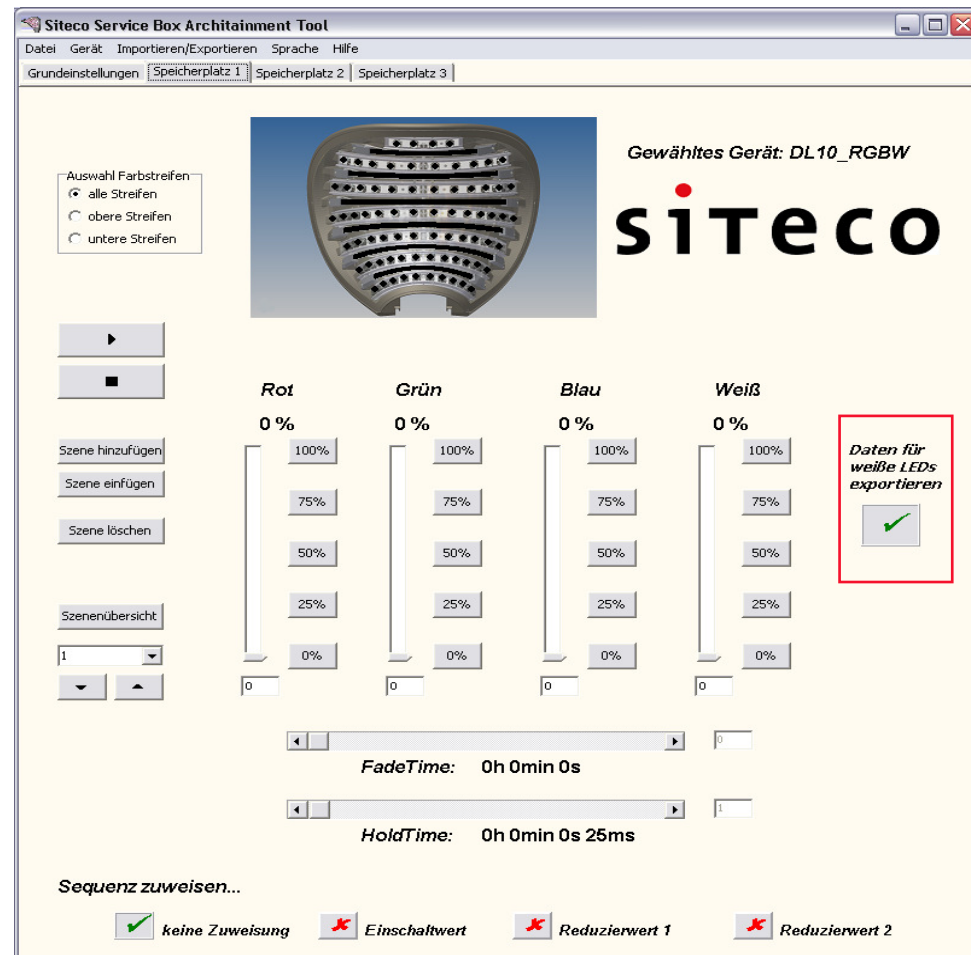 Siteco Service Box Architainment Tool
Datei Gerät Importieren/Exportieren Sprache Hilfe
Grundeinstellungen Speicherplatz 1 Speicherplatz 2 Speicherplatz 3
Auswahl Farbstreifen
alle Streifen
obere Streifen
untere Streifen
Gewähltes Gerät: DL10_RGBW
siteco
Szene hinzufügen
Szene einfügen
Szene löschen
Szenenübersicht
1
Rot Grün Blau Weiß
0 % 0 % 0 % 0 %
100% 100% 100% 100%
75% 75% 75% 75%
50% 50% 50% 50%
25% 25% 25% 25%
0% 0% 0% 0%
0 0 0 0
Daten für
weiße LEDs
exportieren
0
FadeTime: 0h 0min 0s
1
HoldTime: 0h 0min 0s 25ms
Sequenz zuweisen...
keine Zuweisung Einschaltwert Reduzierwert 1 Reduzierwert 2